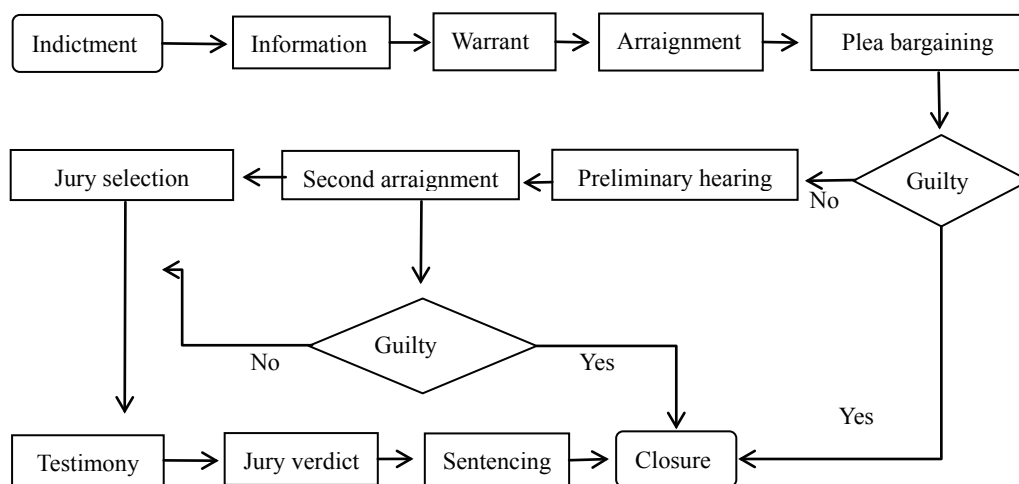 Indictment
Information
Warrant
Arraignment
Plea bargaining
Jury selection
Second arraignment
Preliminary hearing
Guilty
No
Guilty
No
Yes
Yes
Testimony
Jury verdict
Sentencing
Closure